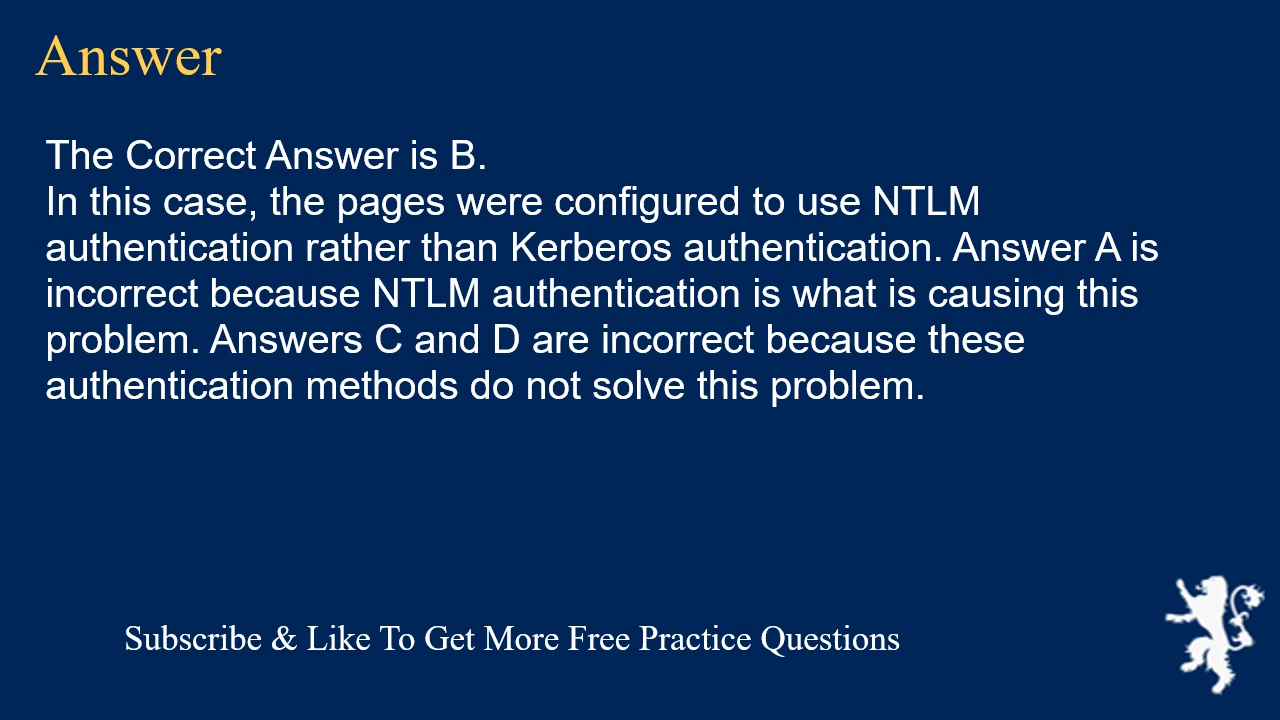 Answer
The Correct Answer is B.
In this case, the pages were configured to use NTLM
authentication rather than Kerberos authentication. Answer A is
incorrect because NTLM authentication is what is causing this
problem. Answers C and D are incorrect because these
authentication methods do not solve this problem.
Subscribe & Like To Get More Free Practice Questions